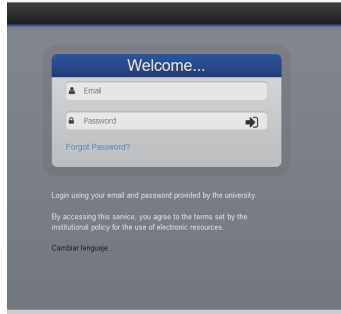 Welcome...
Email
Password
Forgot Password?
Login using your email and password provided by the university.
By accessing this service, you agree to the terms set by the
institutional policy for the use of electronic resources.
Cambiar lenguaje...